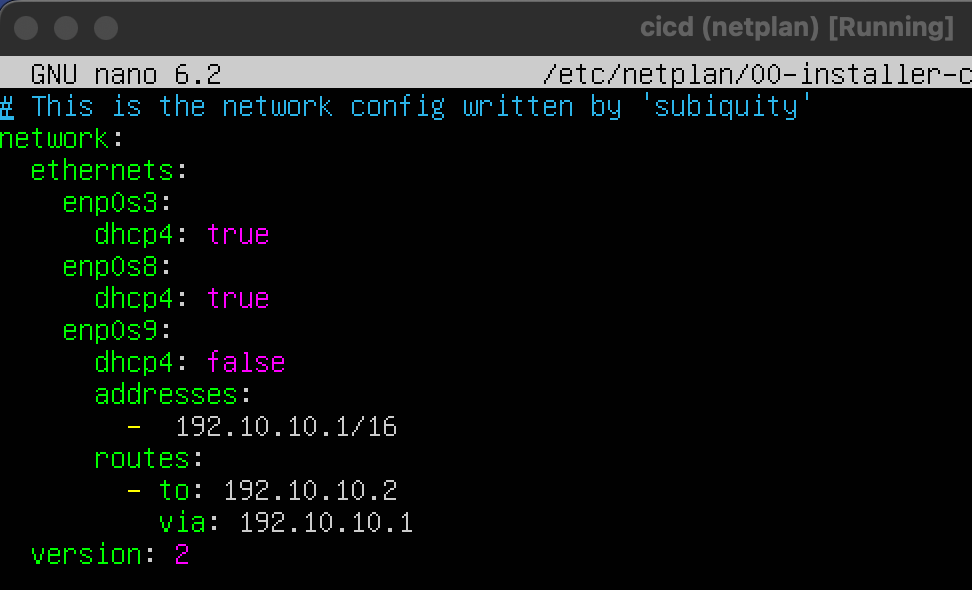 cicd (netplan) [Running]
GNU nano 6.2 /etc/netplan/00-installer-c
# This is the network config written by 'subiquity'
network:
  ethernets:
    enp0s3:
      dhcp4: true
    enp0s8:
      dhcp4: true
    enp0s9:
      dhcp4: false
      addresses:
        -  192.10.10.1/16
      routes:
        - to: 192.10.10.2
          via: 192.10.10.1
  version: 2